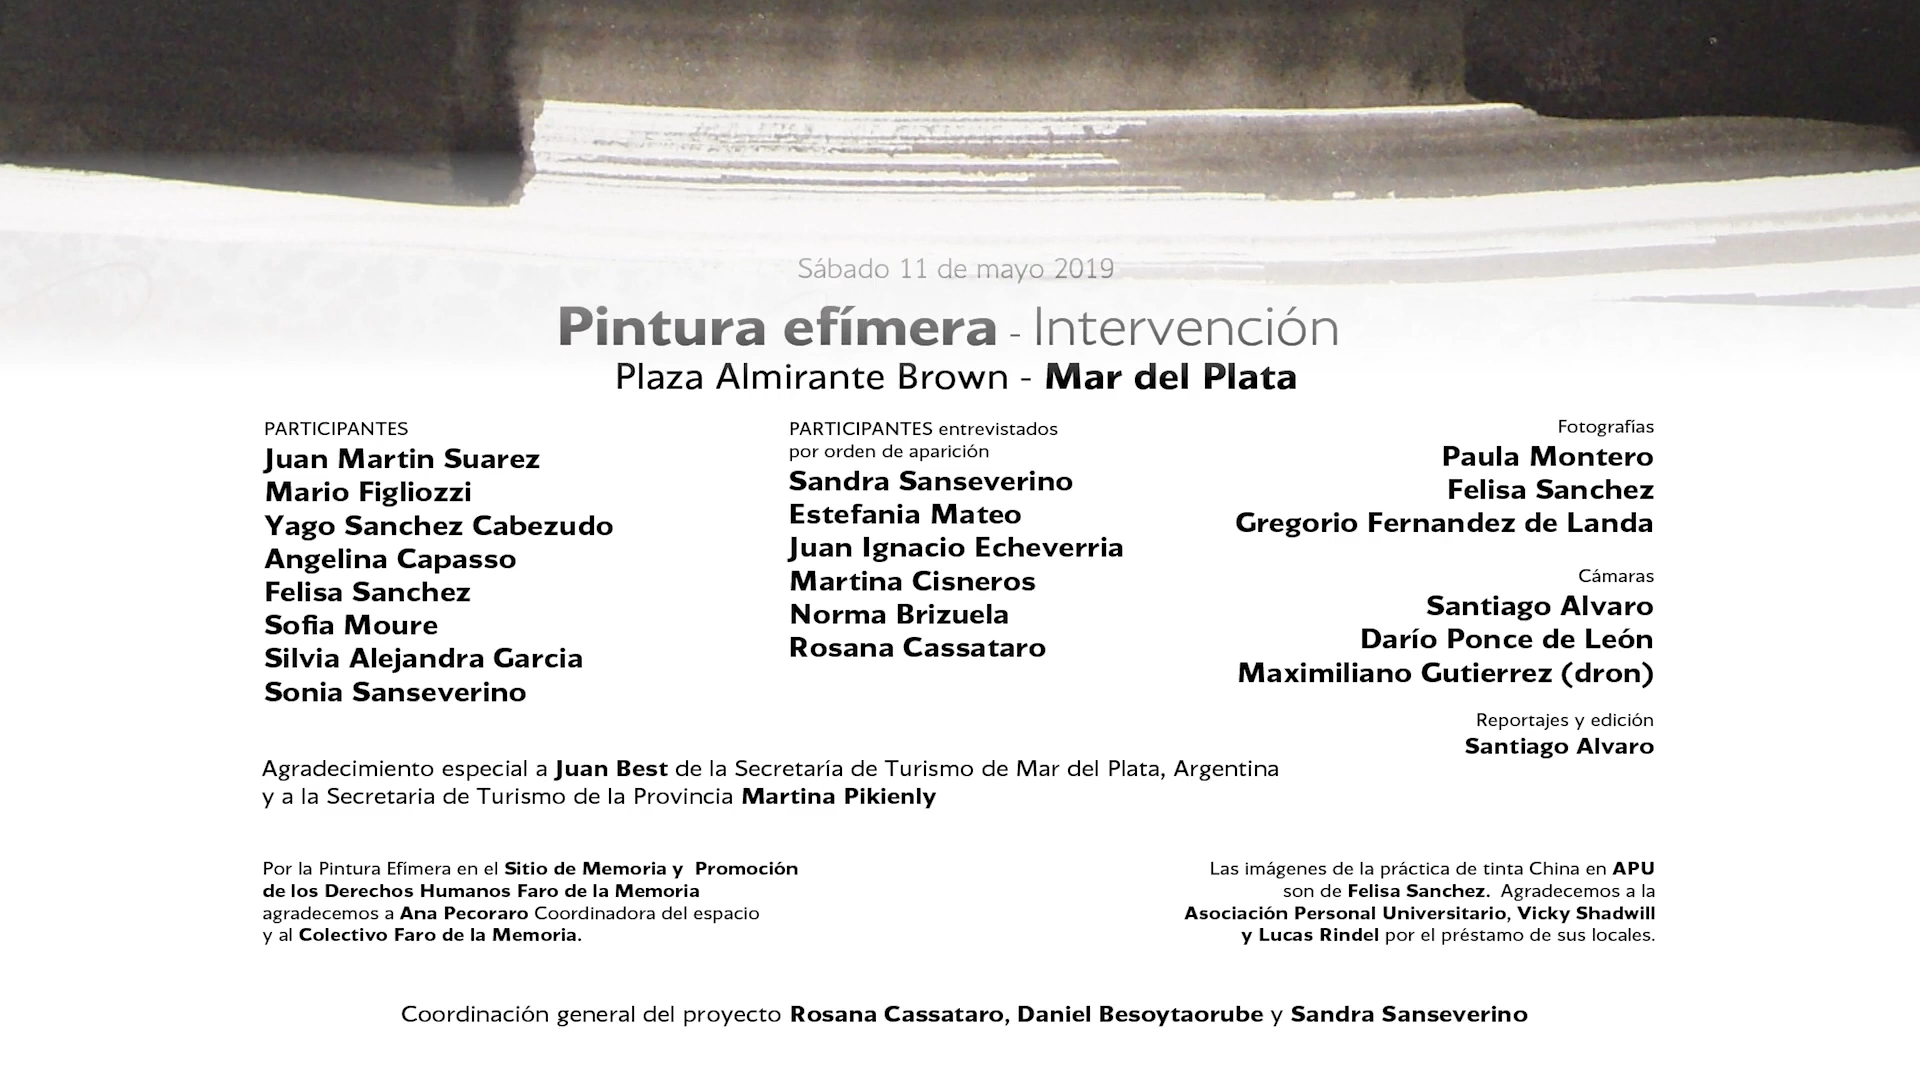 Sábado 11 de mayo 2019
Pintura efímera - Intervención
Plaza Almirante Brown - Mar del Plata
PARTICIPANTES
Juan Martin Suarez
Mario Figliozzi
Yago Sanchez Cabezudo
Angelina Capasso
Felisa Sanchez
Sofia Moure
Silvia Alejandra Garcia
Sonia Sanseverino
PARTICIPANTES entrevistados
por orden de aparición
Sandra Sanseverino
Estefania Mateo
Juan Ignacio Echeverria
Martina Cisneros
Norma Brizuela
Rosana Cassataro
Fotografías
Paula Montero
Felisa Sanchez
Gregorio Fernandez de Landa
Cámaras
Santiago Alvaro
Darío Ponce de León
Maximiliano Gutierrez (dron)
Reportajes y edición
Santiago Alvaro
Agradecimiento especial a Juan Best de la Secretaría de Turismo de Mar del Plata, Argentina
y a la Secretaria de Turismo de la Provincia Martina Pikienly
Por la Pintura Efímera en el Sitio de Memoria y Promoción
de los Derechos Humanos Faro de la Memoria
agradecemos a Ana Pecoraro Coordinadora del espacio
y al Colectivo Faro de la Memoria.
Las imágenes de la práctica de tinta China en APU
son de Felisa Sanchez. Agradecemos a la
Asociación Personal Universitario, Vicky Shadwill
y Lucas Rindel por el préstamo de sus locales.
Coordinación general del proyecto Rosana Cassataro, Daniel Besoytaorube y Sandra Sanseverino